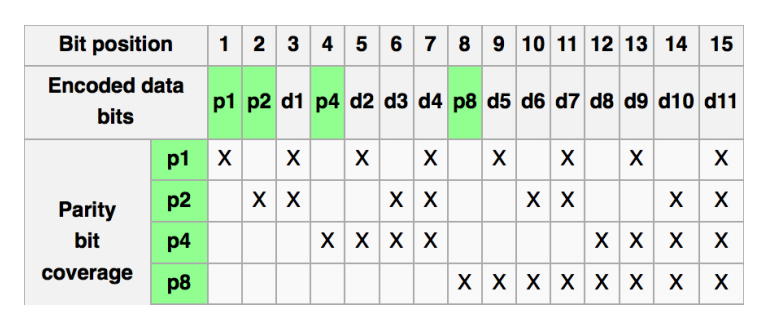 Bit position 1 2 3 4 5 6 7 8 9 10 11 12 13 14 15
Encoded data
bits p1 p2 d1 p4 d2 d3 d4 p8 d5 d6 d7 d8 d9 d10 d11
Parity
bit
coverage
p1 X X X X X X X X
p2 X X X X X X X X
p4 X X X X X X X X
p8 X X X X X X X X